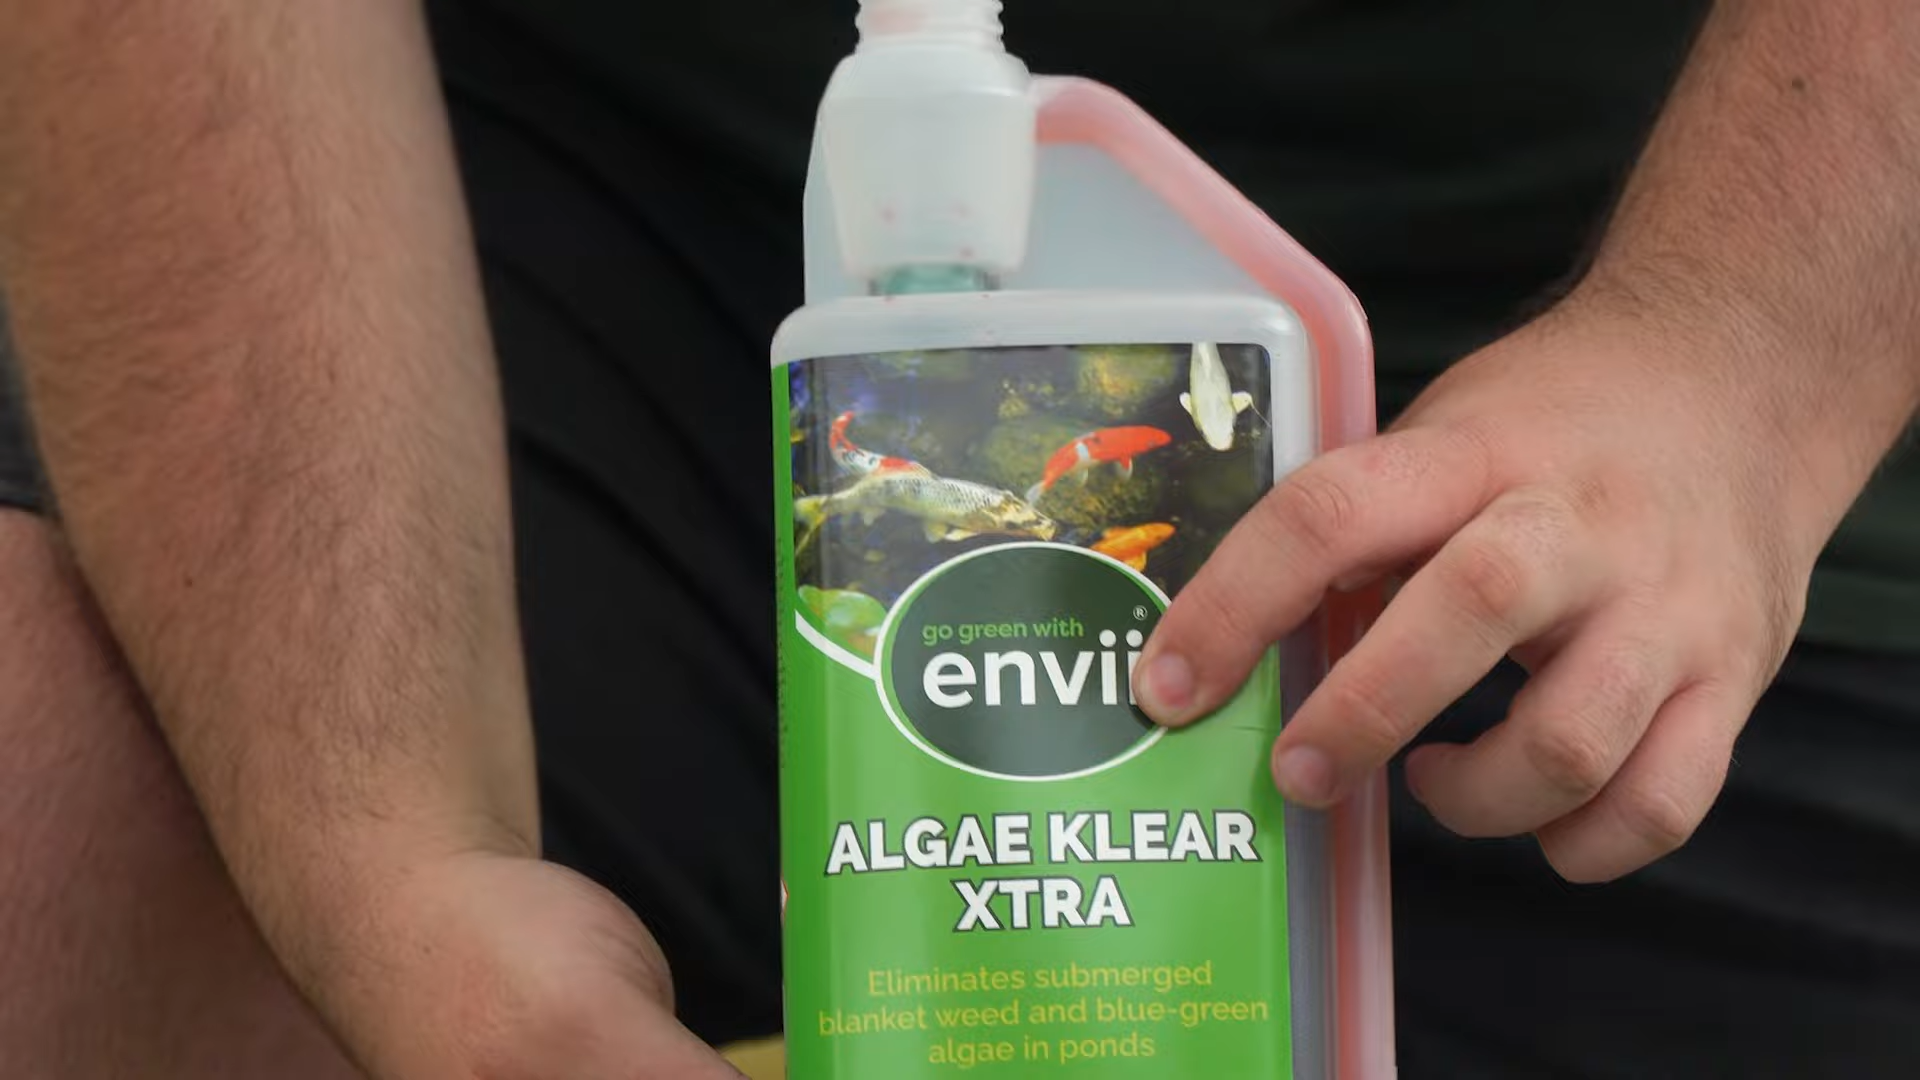 go green with
envii®
ALGAE KLEAR
XTRA
Eliminates submerged
blanket weed and blue-green
algae in ponds